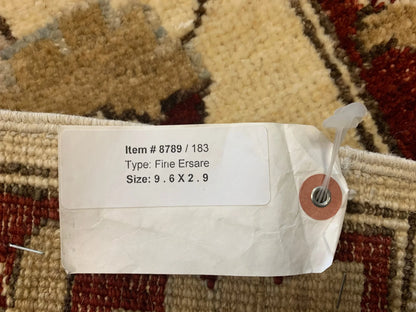 Item # 8789 / 183
Type: Fine Ersare
Size: 9 . 6 X 2 . 9